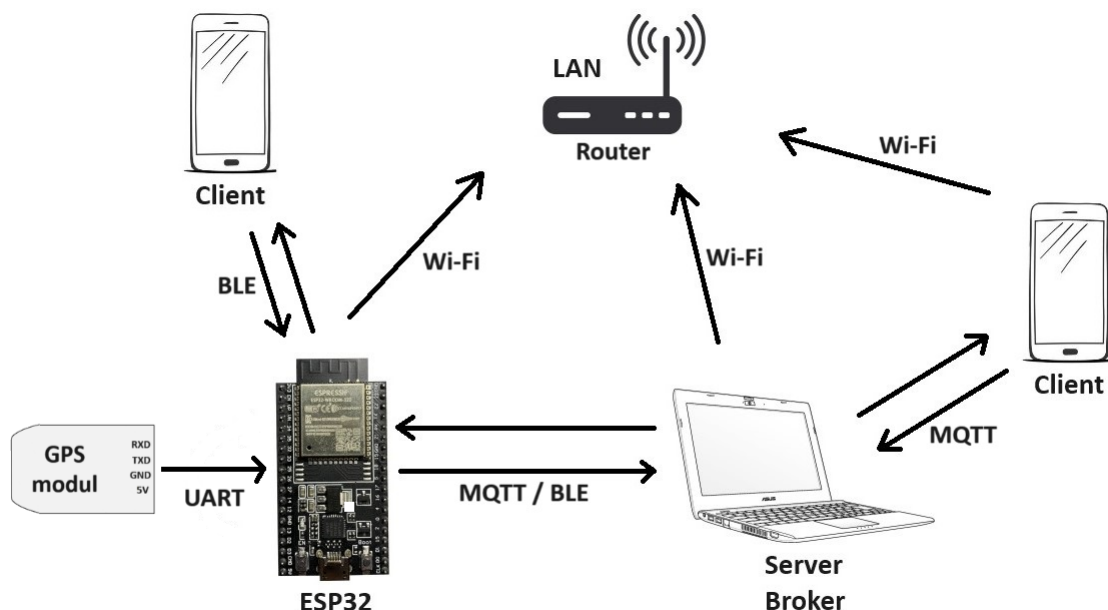 LAN
Router
Client
Wi-Fi
Wi-Fi
Wi-Fi
BLE
Client
GPS
modul
RXD
TXD
GND
5V
UART
MQTT / BLE
MQTT
ASUS
ESP32
Server
Broker